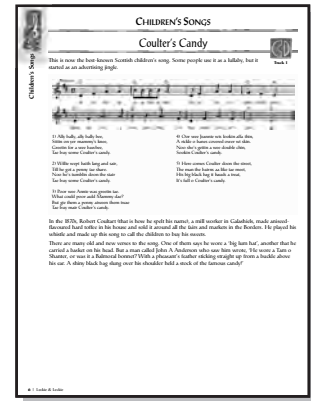 CHILDREN'S SONGS
Coulter's Candy
CD
Track 1
Children's Songs
This is now the best-known Scottish children's song. Some people use it as a lullaby, but it
started as an advertising jingle.
1) Ally bally, ally bally bee,
Sittin on yer mammy's knee,
Greetin for a wee bawbee,
Tae buy some Coulter's candy.
2) Willie wept baith lang and sair,
Till he got a penny tae share.
Noo he's tumblin doon the stair
Tae buy some Coulter's candy.
3) Poor wee Annie was greetin tae,
What could poor auld Mammy dae?
But gie them a penny atween them twae
Tae buy mair Coulter's candy.
4) Oor wee Jeannie wis lookin affa thin,
A rickle o banes covered ower wi skin.
Noo she's gettin a wee double chin,
Sookin Coulter's candy.
5) Here comes Coulter doon the street,
The man the bairns aa like tae meet,
His big black bag it hauds a treat,
It's full o Coulter's candy.
In the 1870s, Robert Coultart (that is how he spelt his name), a mill worker in Galashiels, made aniseed-
flavoured hard toffee in his house and sold it around all the fairs and markets in the Borders. He played his
whistle and made up this song to call the children to buy his sweets.
There are many old and new verses to the song. One of them says he wore a 'big lum hat', another that he
carried a basket on his head. But a man called John A Anderson who saw him wrote, 'He wore a Tam o
Shanter, or was it a Balmoral bonnet? With a pheasant's feather sticking straight up from a buckle above
his ear. A shiny black bag slung over his shoulder held a stock of the famous candy!'
6 | Leckie & Leckie